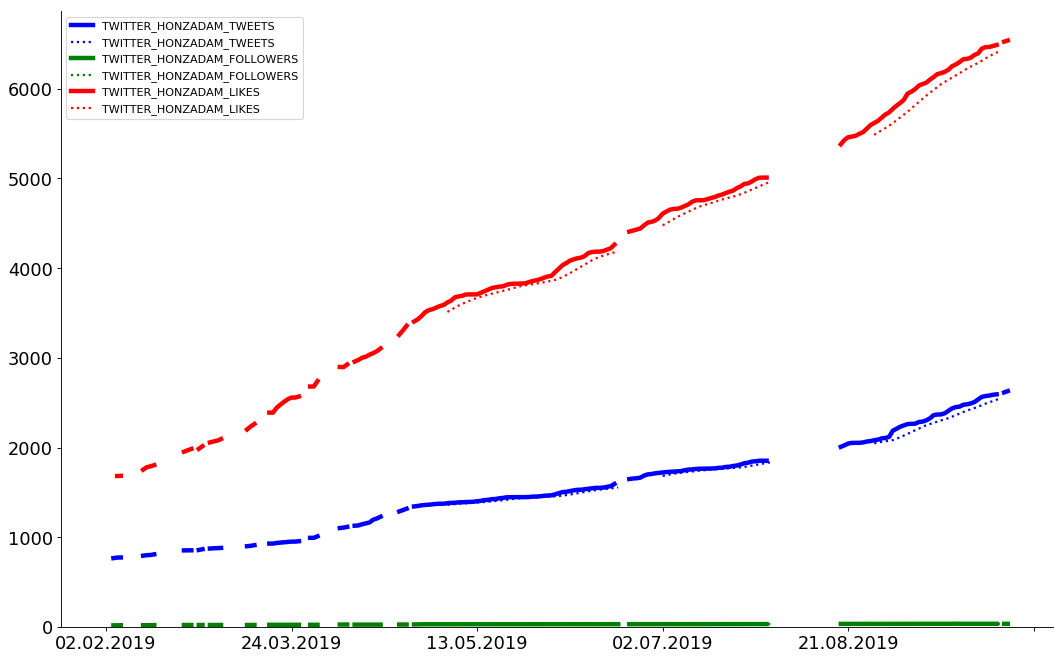 TWITTER_HONZADAM_TWEETS
TWITTER_HONZADAM_TWEETS
TWITTER_HONZADAM_FOLLOWERS
TWITTER_HONZADAM_FOLLOWERS
TWITTER_HONZADAM_LIKES
TWITTER_HONZADAM_LIKES
6000
5000
4000
3000
2000
1000
0
02.02.2019 24.03.2019 13.05.2019 02.07.2019 21.08.2019